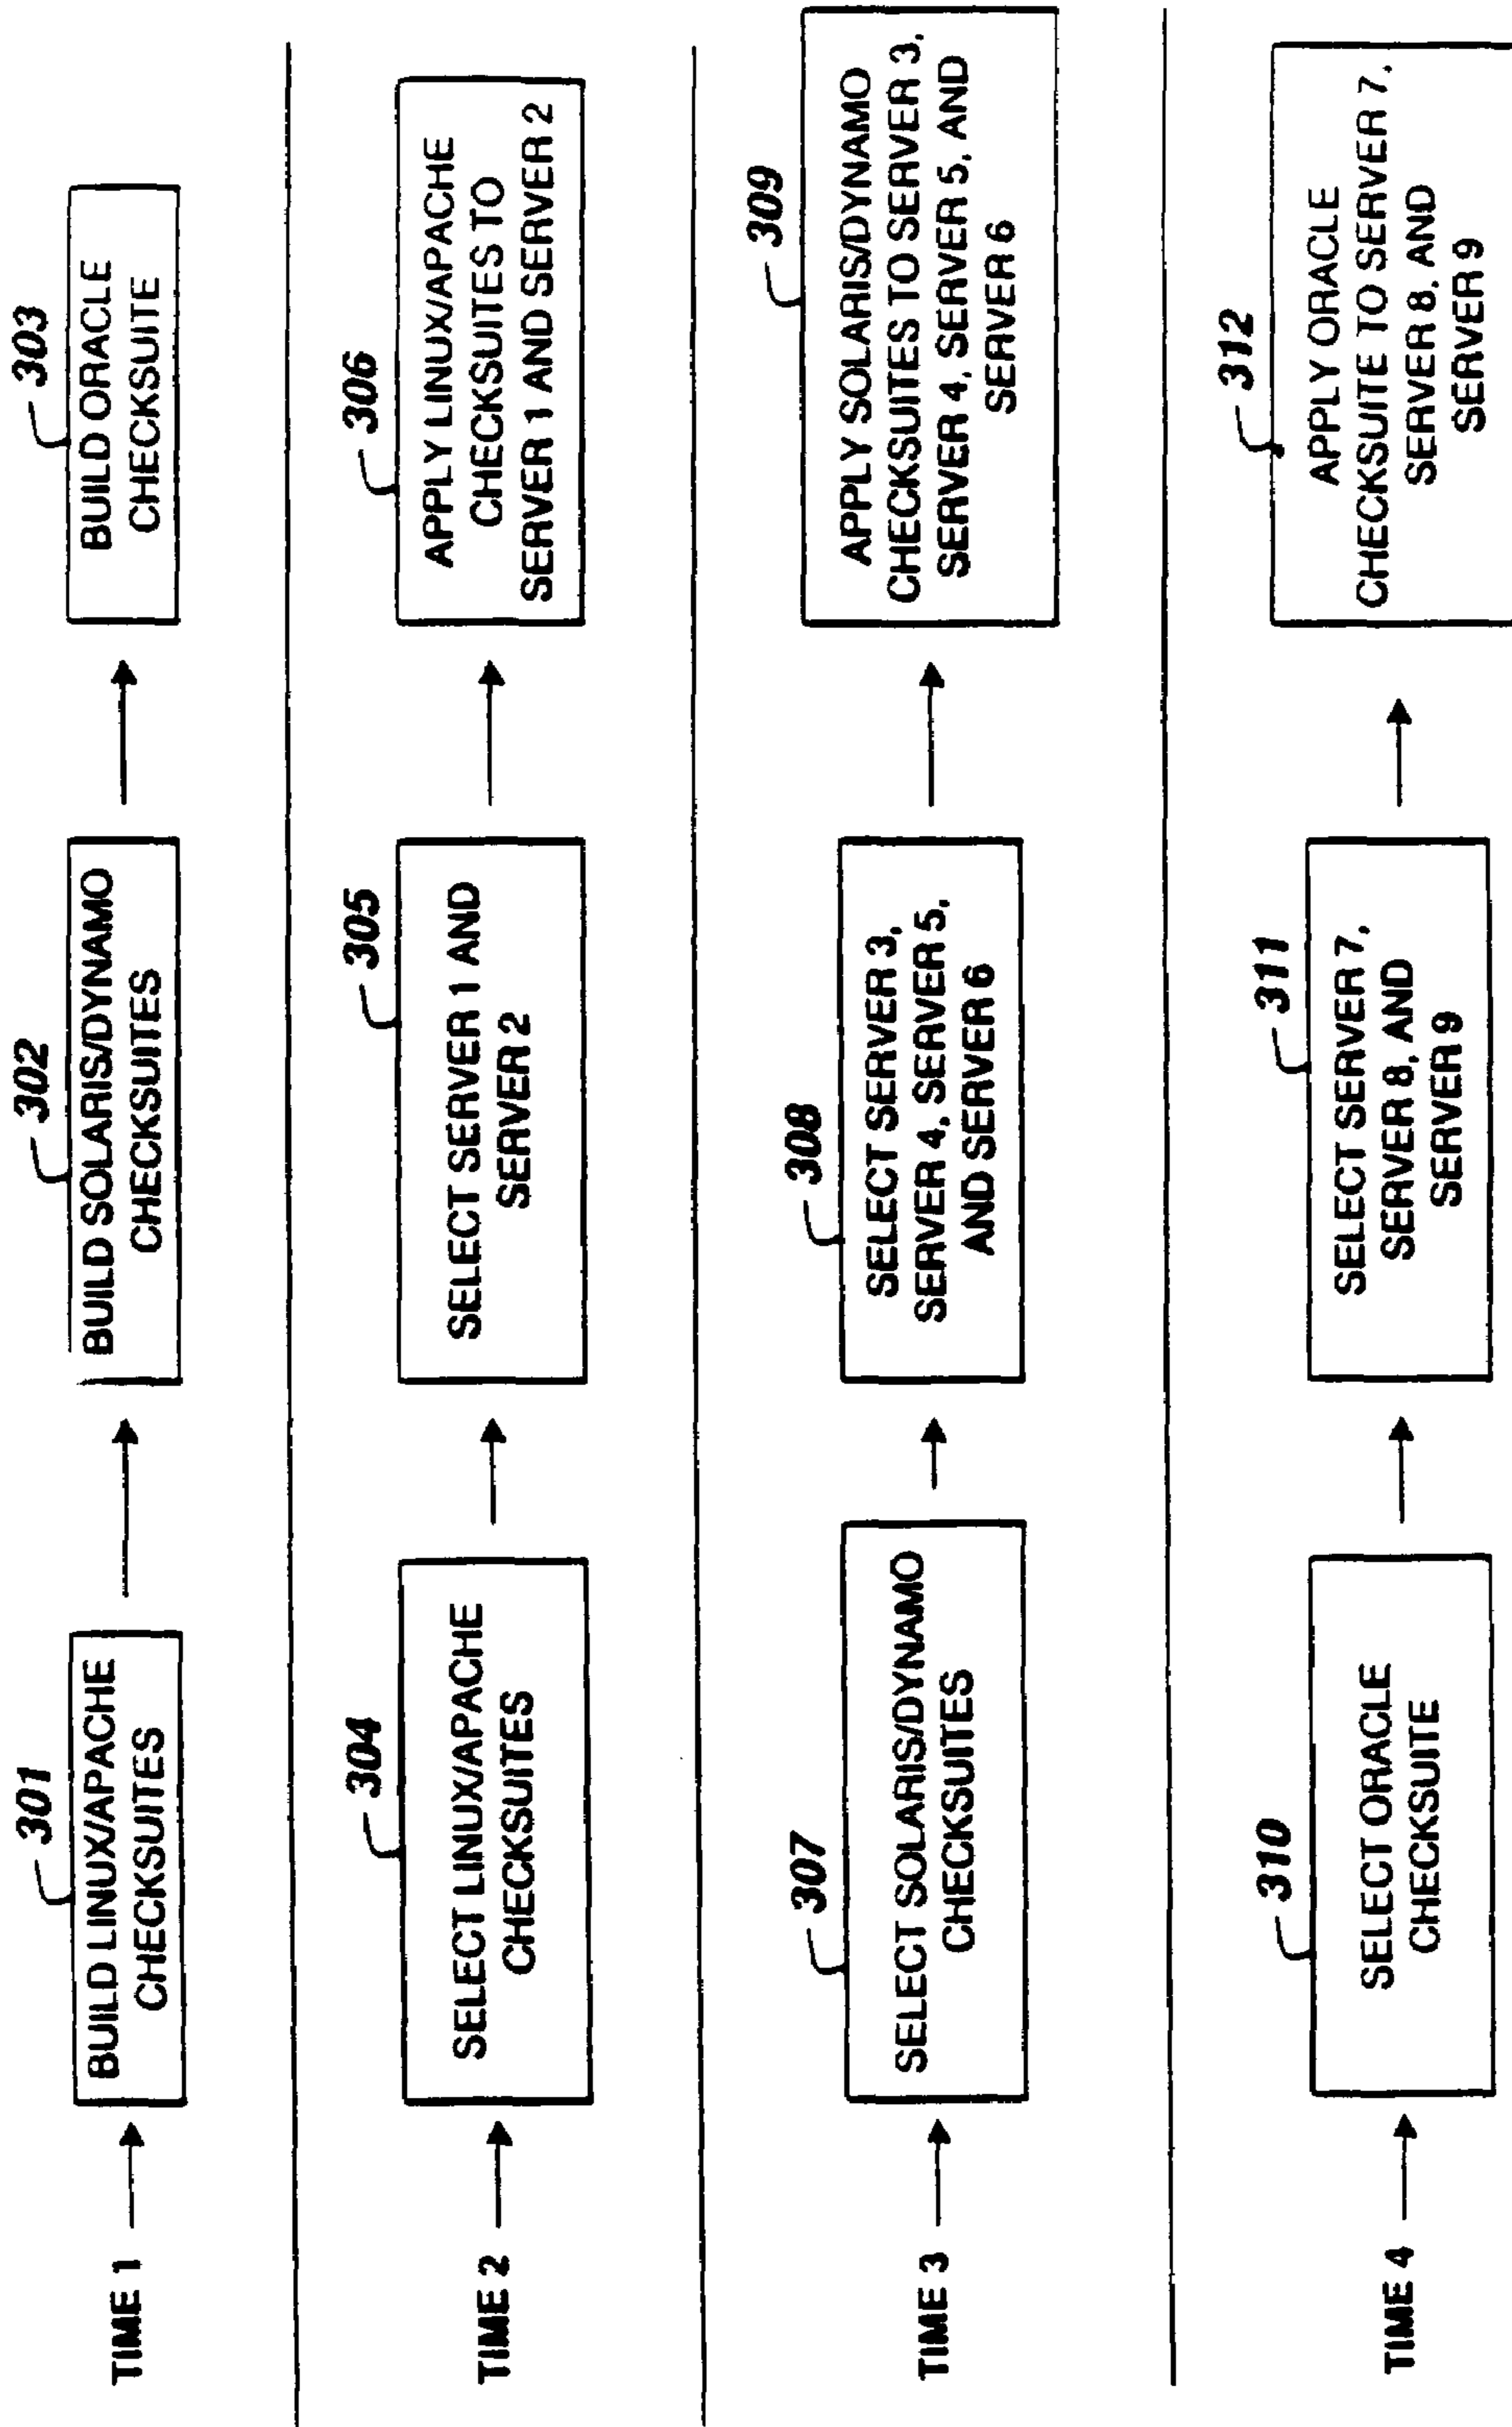 TIME 1
301
BUILD LINUX/APACHE
CHECKSUITES
302
BUILD SOLARIS/DYNAMO
CHECKSUITES
303
BUILD ORACLE
CHECKSUITE
TIME 2
304
SELECT LINUX/APACHE
CHECKSUITES
305
SELECT SERVER 1 AND
SERVER 2
306
APPLY LINUX/APACHE
CHECKSUITES TO
SERVER 1 AND SERVER 2
TIME 3
307
SELECT SOLARIS/DYNAMO
CHECKSUITES
308
SELECT SERVER 3,
SERVER 4, SERVER 5,
AND SERVER 6
309
APPLY SOLARIS/DYNAMO
CHECKSUITES TO SERVER 3,
SERVER 4, SERVER 5, AND
SERVER 6
TIME 4
310
SELECT ORACLE
CHECKSUITE
311
SELECT SERVER 7,
SERVER 8, AND
SERVER 9
312
APPLY ORACLE
CHECKSUITE TO SERVER 7,
SERVER 8, AND
SERVER 9